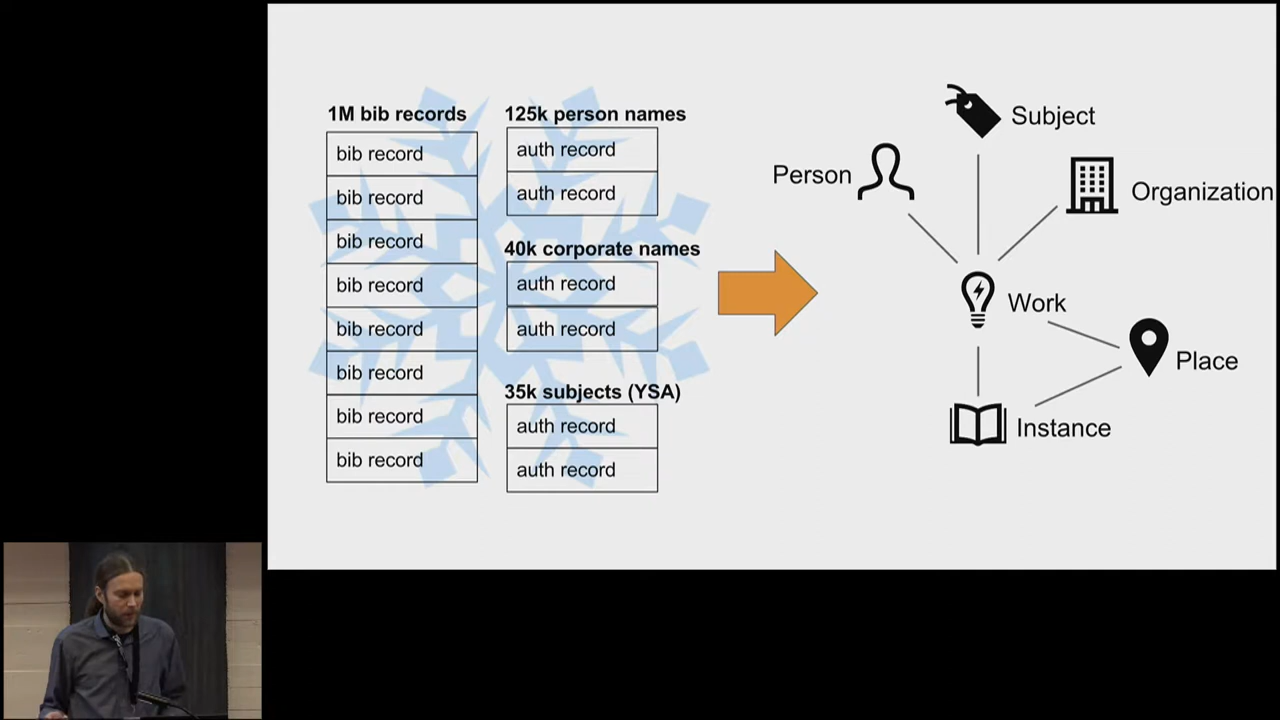 1M bib records
bib record
bib record
bib record
bib record
bib record
bib record
bib record
bib record
125k person names
auth record
auth record
40k corporate names
auth record
auth record
35k subjects (YSA)
auth record
auth record
Subject
Person
Organization
Work
Place
Instance